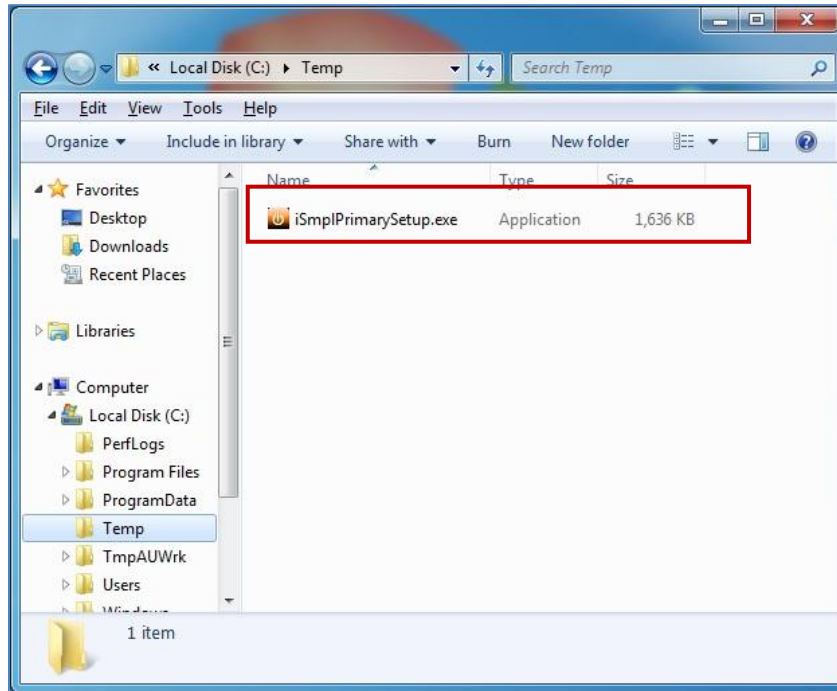 « Local Disk (C:) ▸ Temp
Search Temp
File Edit View Tools Help
Organize Include in library Share with Burn New folder
Name Type Size
iSmplPrimarySetup.exe Application 1,636 KB
Favorites
Desktop
Downloads
Recent Places
Libraries
Computer
Local Disk (C:)
PerfLogs
Program Files
ProgramData
Temp
TmpAUWrk
Users
Windows
1 item